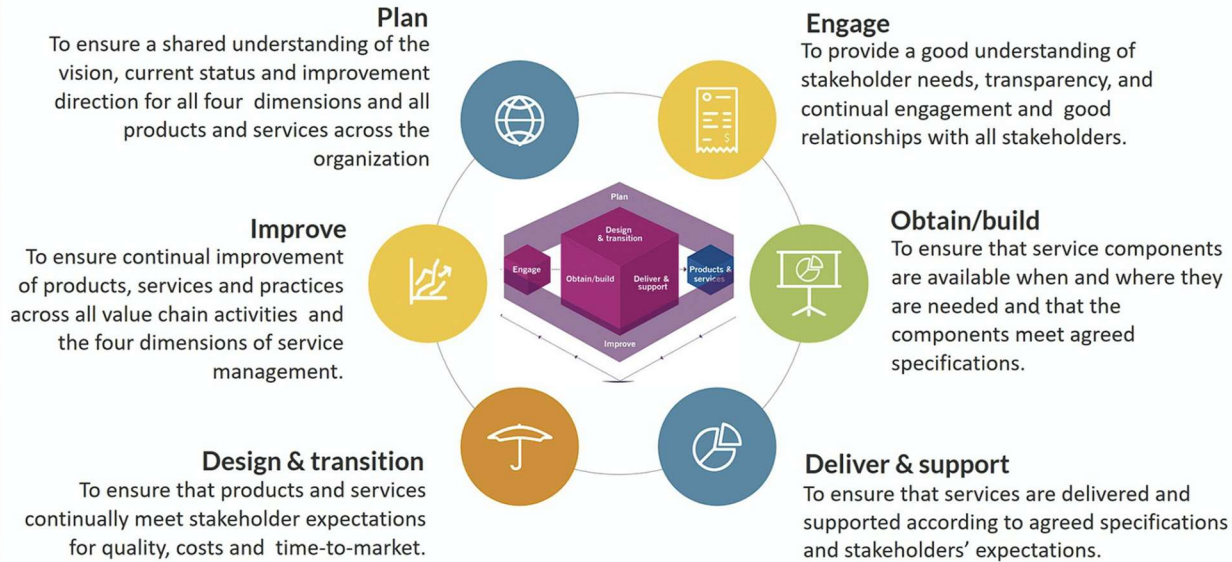 Plan
To ensure a shared understanding of the
vision, current status and improvement
direction for all four dimensions and all
products and services across the
organization
Engage
To provide a good understanding of
stakeholder needs, transparency, and
continual engagement and good
relationships with all stakeholders.
Improve
To ensure continual improvement
of products, services and practices
across all value chain activities and
the four dimensions of service
management.
Plan
Design
& transition
Engage
Obtain/build
Deliver &
support
Products &
services
Improve
Obtain/build
To ensure that service components
are available when and where they
are needed and that the
components meet agreed
specifications.
Design & transition
To ensure that products and services
continually meet stakeholder expectations
for quality, costs and time-to-market.
$
Deliver & support
To ensure that services are delivered and
supported according to agreed specifications
and stakeholders’ expectations.